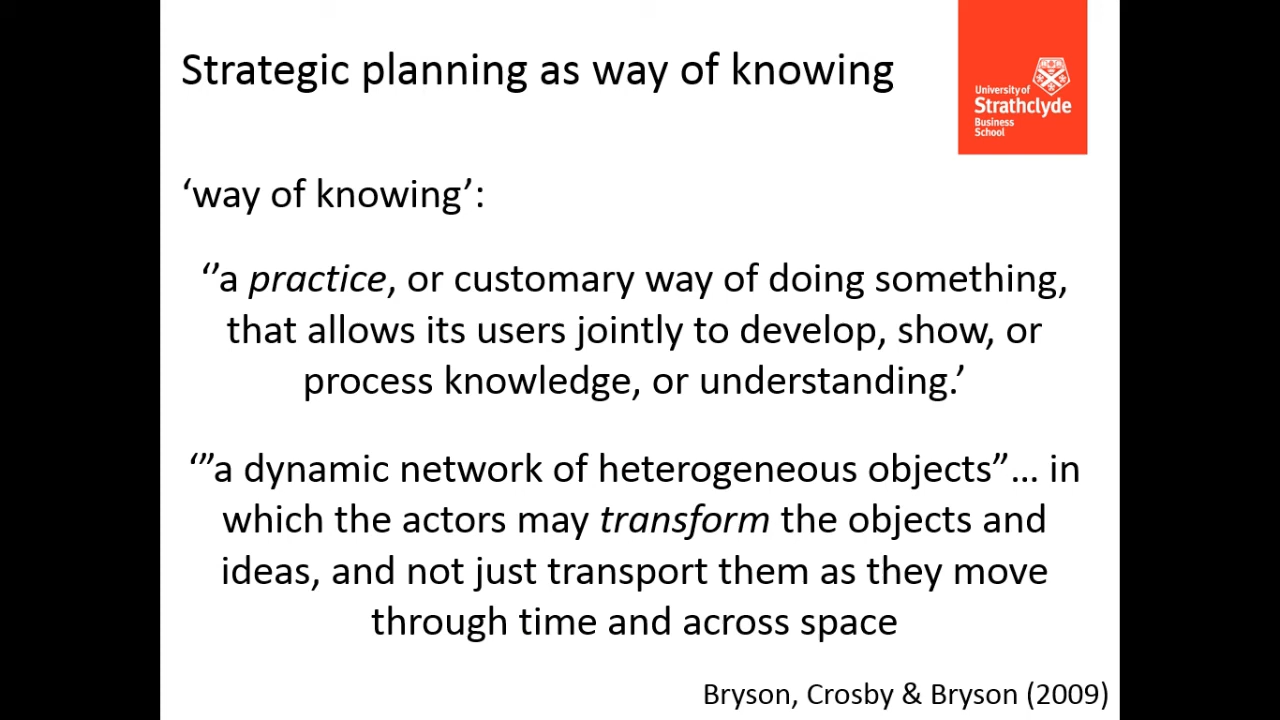 Strategic planning as way of knowing
University of
Strathclyde
Business
School
‘way of knowing’:
‘’a practice, or customary way of doing something,
that allows its users jointly to develop, show, or
process knowledge, or understanding.’
‘”a dynamic network of heterogeneous objects”… in
which the actors may transform the objects and
ideas, and not just transport them as they move
through time and across space
Bryson, Crosby & Bryson (2009)